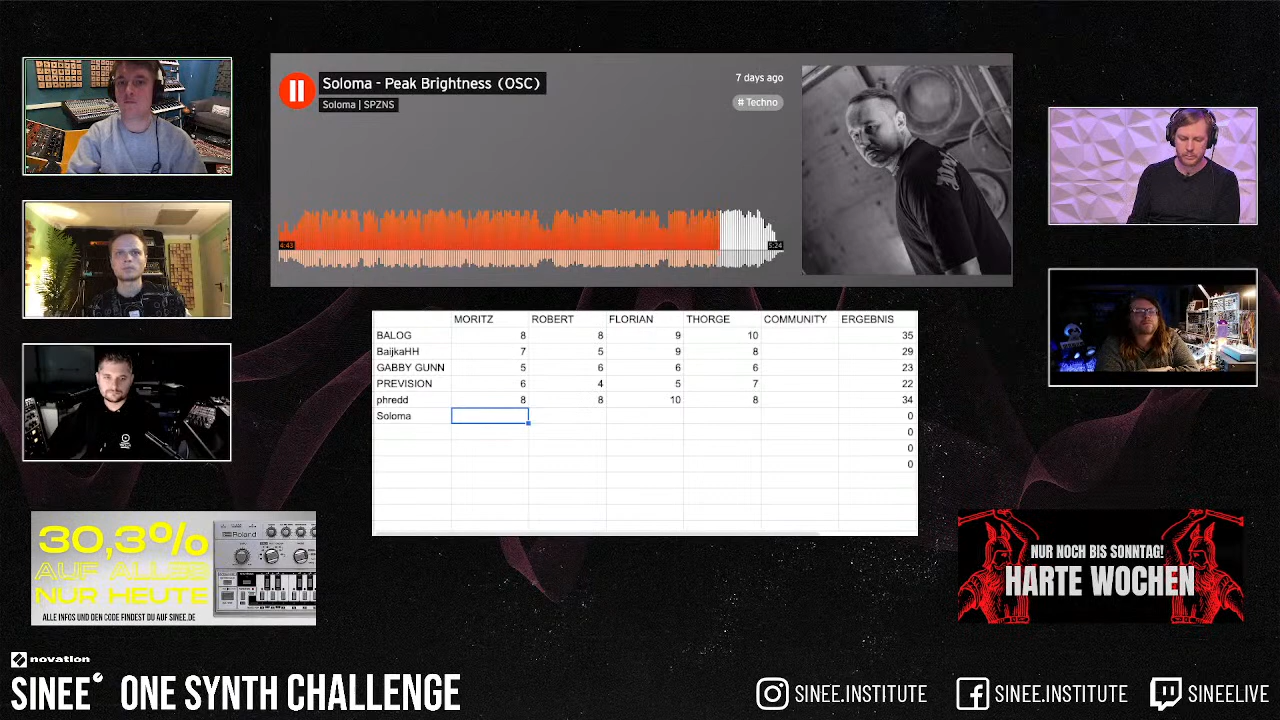 Soloma - Peak Brightness (OSC)
Soloma | SPZNS
7 days ago
# Techno
4:43
5:24
MORITZ ROBERT FLORIAN THORGE COMMUNITY ERGEBNIS
BALOG 8 8 9 10 35
BaijkaHH 7 5 9 8 29
GABBY GUNN 5 6 6 6 23
PREVISION 6 4 5 7 22
phredd 8 8 10 8 34
Soloma 0
0
0
0
30,3%
AUF ALLES
NUR HEUTE
ALLE INFOS UND DEN CODE FINDEST DU AUF SINEE.DE
Roland
NUR NOCH BIS SONNTAG!
HARTE WOCHEN
novation
SINEE ONE SYNTH CHALLENGE
SINEE.INSTITUTE
SINEE.INSTITUTE
SINEELIVE